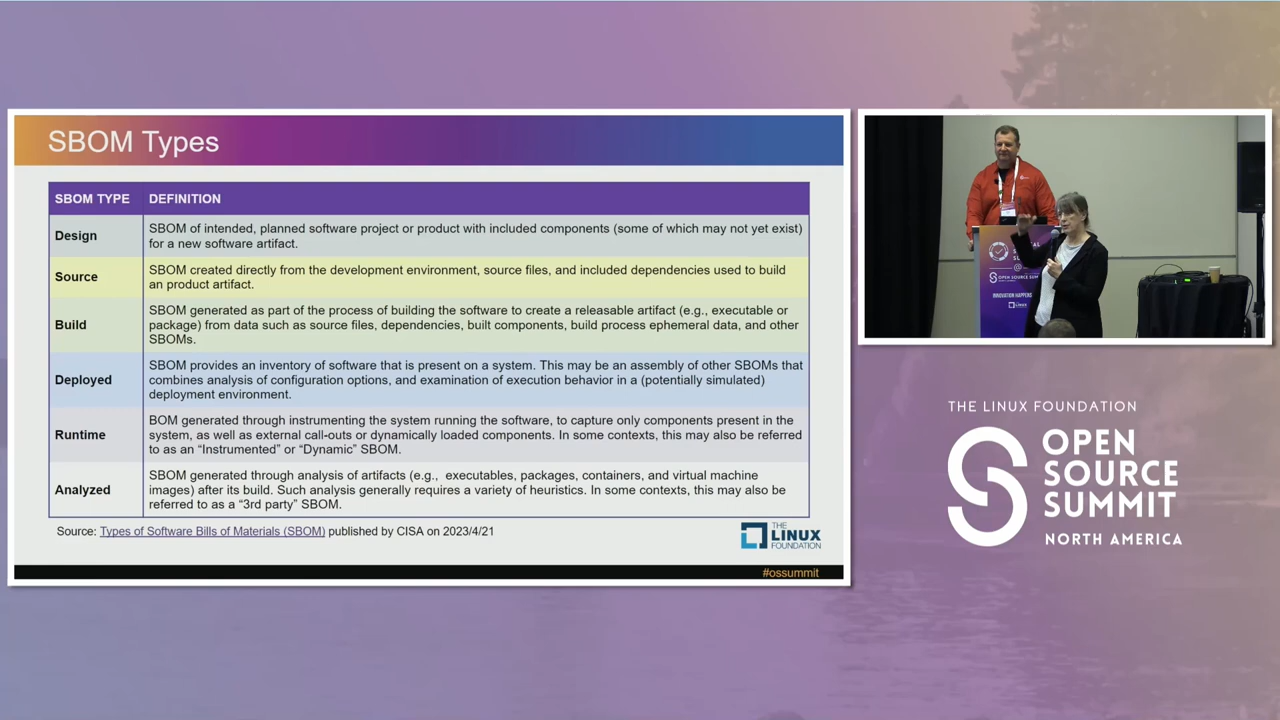 SBOM Types
SBOM TYPE
DEFINITION
Design
SBOM of intended, planned software project or product with included components (some of which may not yet exist)
for a new software artifact.
Source
SBOM created directly from the development environment, source files, and included dependencies used to build
an product artifact.
Build
SBOM generated as part of the process of building the software to create a releasable artifact (e.g., executable or
package) from data such as source files, dependencies, built components, build process ephemeral data, and other
SBOMs.
Deployed
SBOM provides an inventory of software that is present on a system. This may be an assembly of other SBOMs that
combines analysis of configuration options, and examination of execution behavior in a (potentially simulated)
deployment environment.
Runtime
BOM generated through instrumenting the system running the software, to capture only components present in the
system, as well as external call-outs or dynamically loaded components. In some contexts, this may also be referred
to as an “Instrumented” or “Dynamic” SBOM.
Analyzed
SBOM generated through analysis of artifacts (e.g., executables, packages, containers, and virtual machine
images) after its build. Such analysis generally requires a variety of heuristics. In some contexts, this may also be
referred to as a “3rd party” SBOM.
Source: Types of Software Bills of Materials (SBOM) published by CISA on 2023/4/21
THE
LINUX
FOUNDATION
#ossummit
OPEN SOURCE
INNOVATION HAPPENS
LINUX
THE LINUX FOUNDATION
OPEN
SOURCE
SUMMIT
NORTH AMERICA